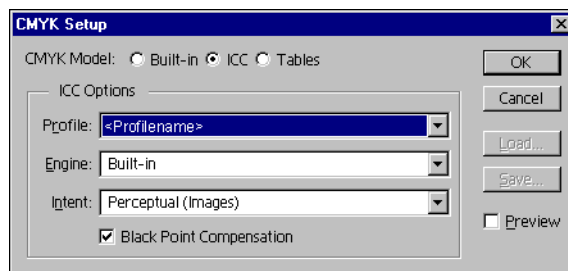 CMYK Setup
CMYK Model: Built-in ICC Tables
OK
ICC Options
Cancel
Profile: <Profilename>
Load...
Engine: Built-in
Save...
Intent: Perceptual (Images)
Preview
Black Point Compensation